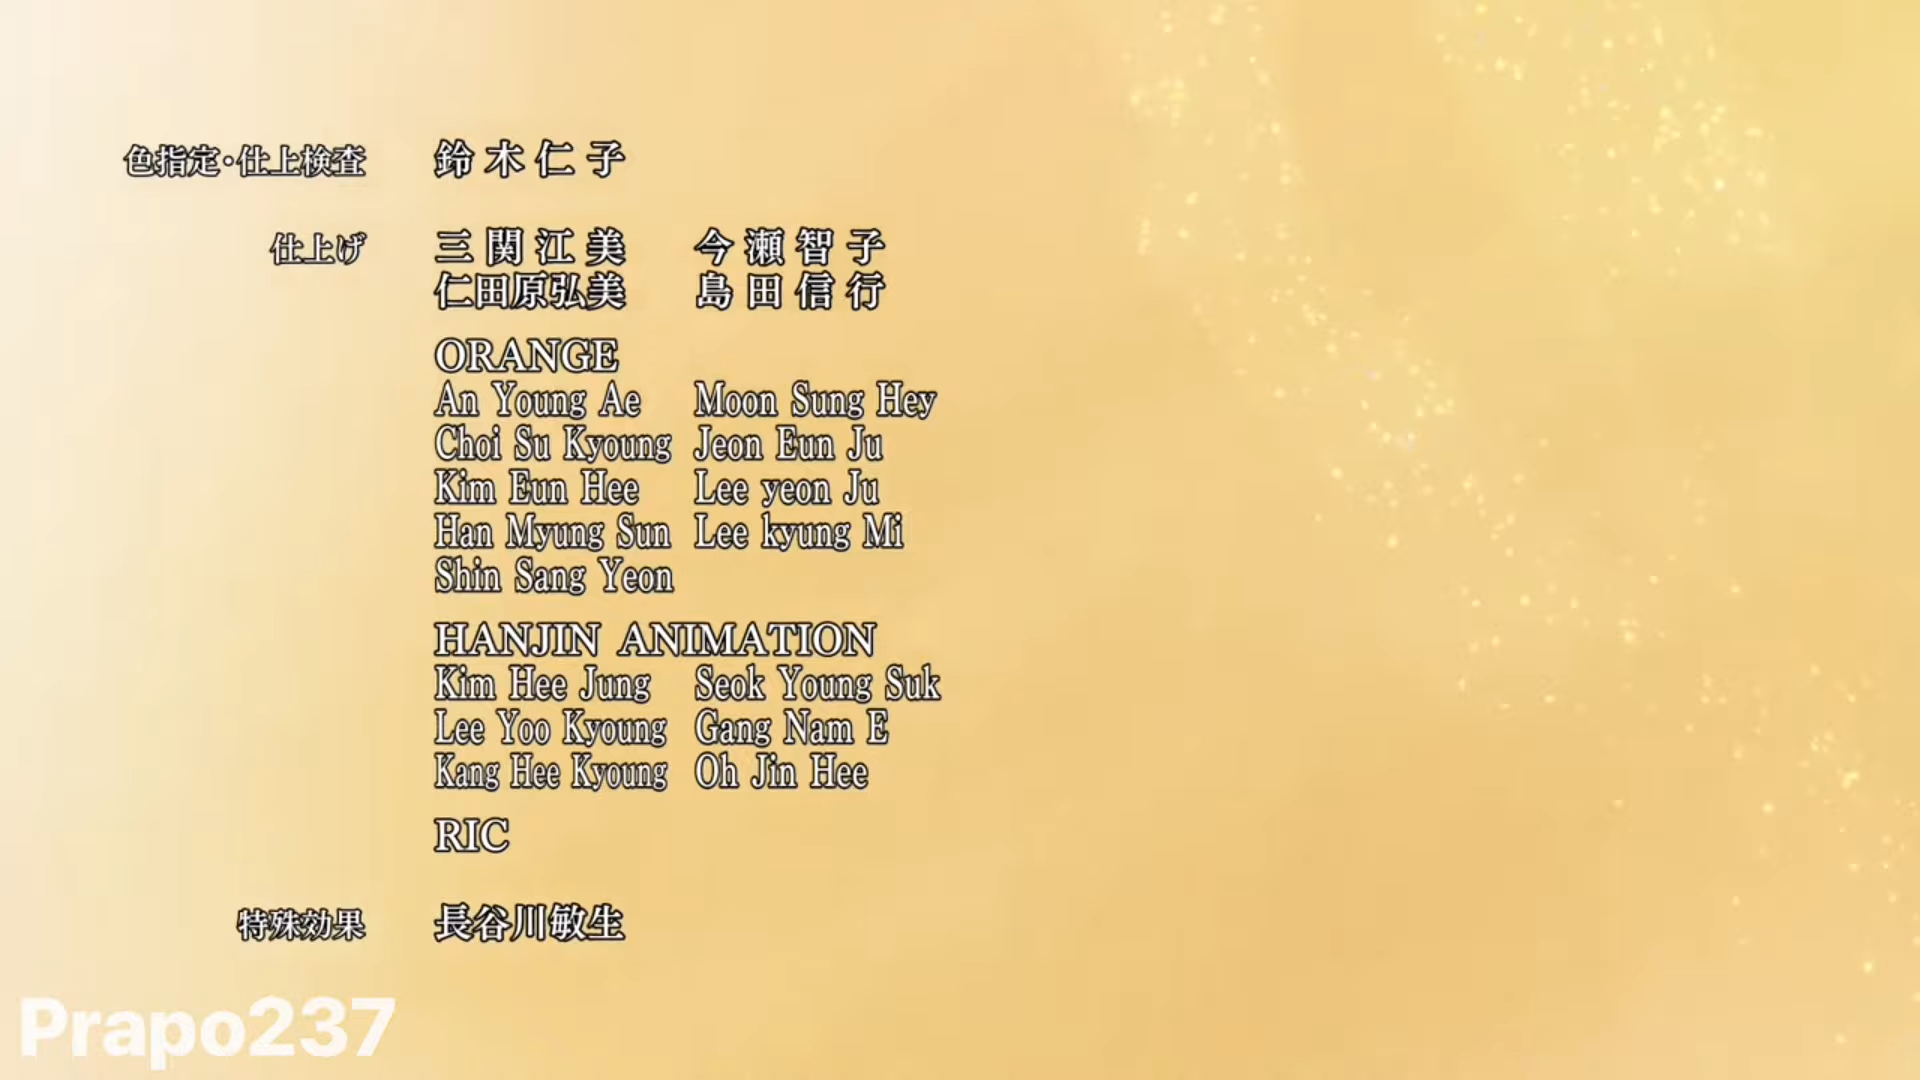 色指定・仕上検査 鈴木仁子
仕上げ 三関江美 今瀬智子
仁田原弘美 島田信行
ORANGE
An Young Ae Moon Sung Hey
Choi Su Kyoung Jeon Eun Ju
Kim Eun Hee Lee yeon Ju
Han Myung Sun Lee kyung Mi
Shin Sang Yeon
HANJIN ANIMATION
Kim Hee Jung Seok Young Suk
Lee Yoo Kyoung Gang Nam E
Kang Hee Kyoung Oh Jin Hee
RIC
特殊効果 長谷川敏生
Prapo237